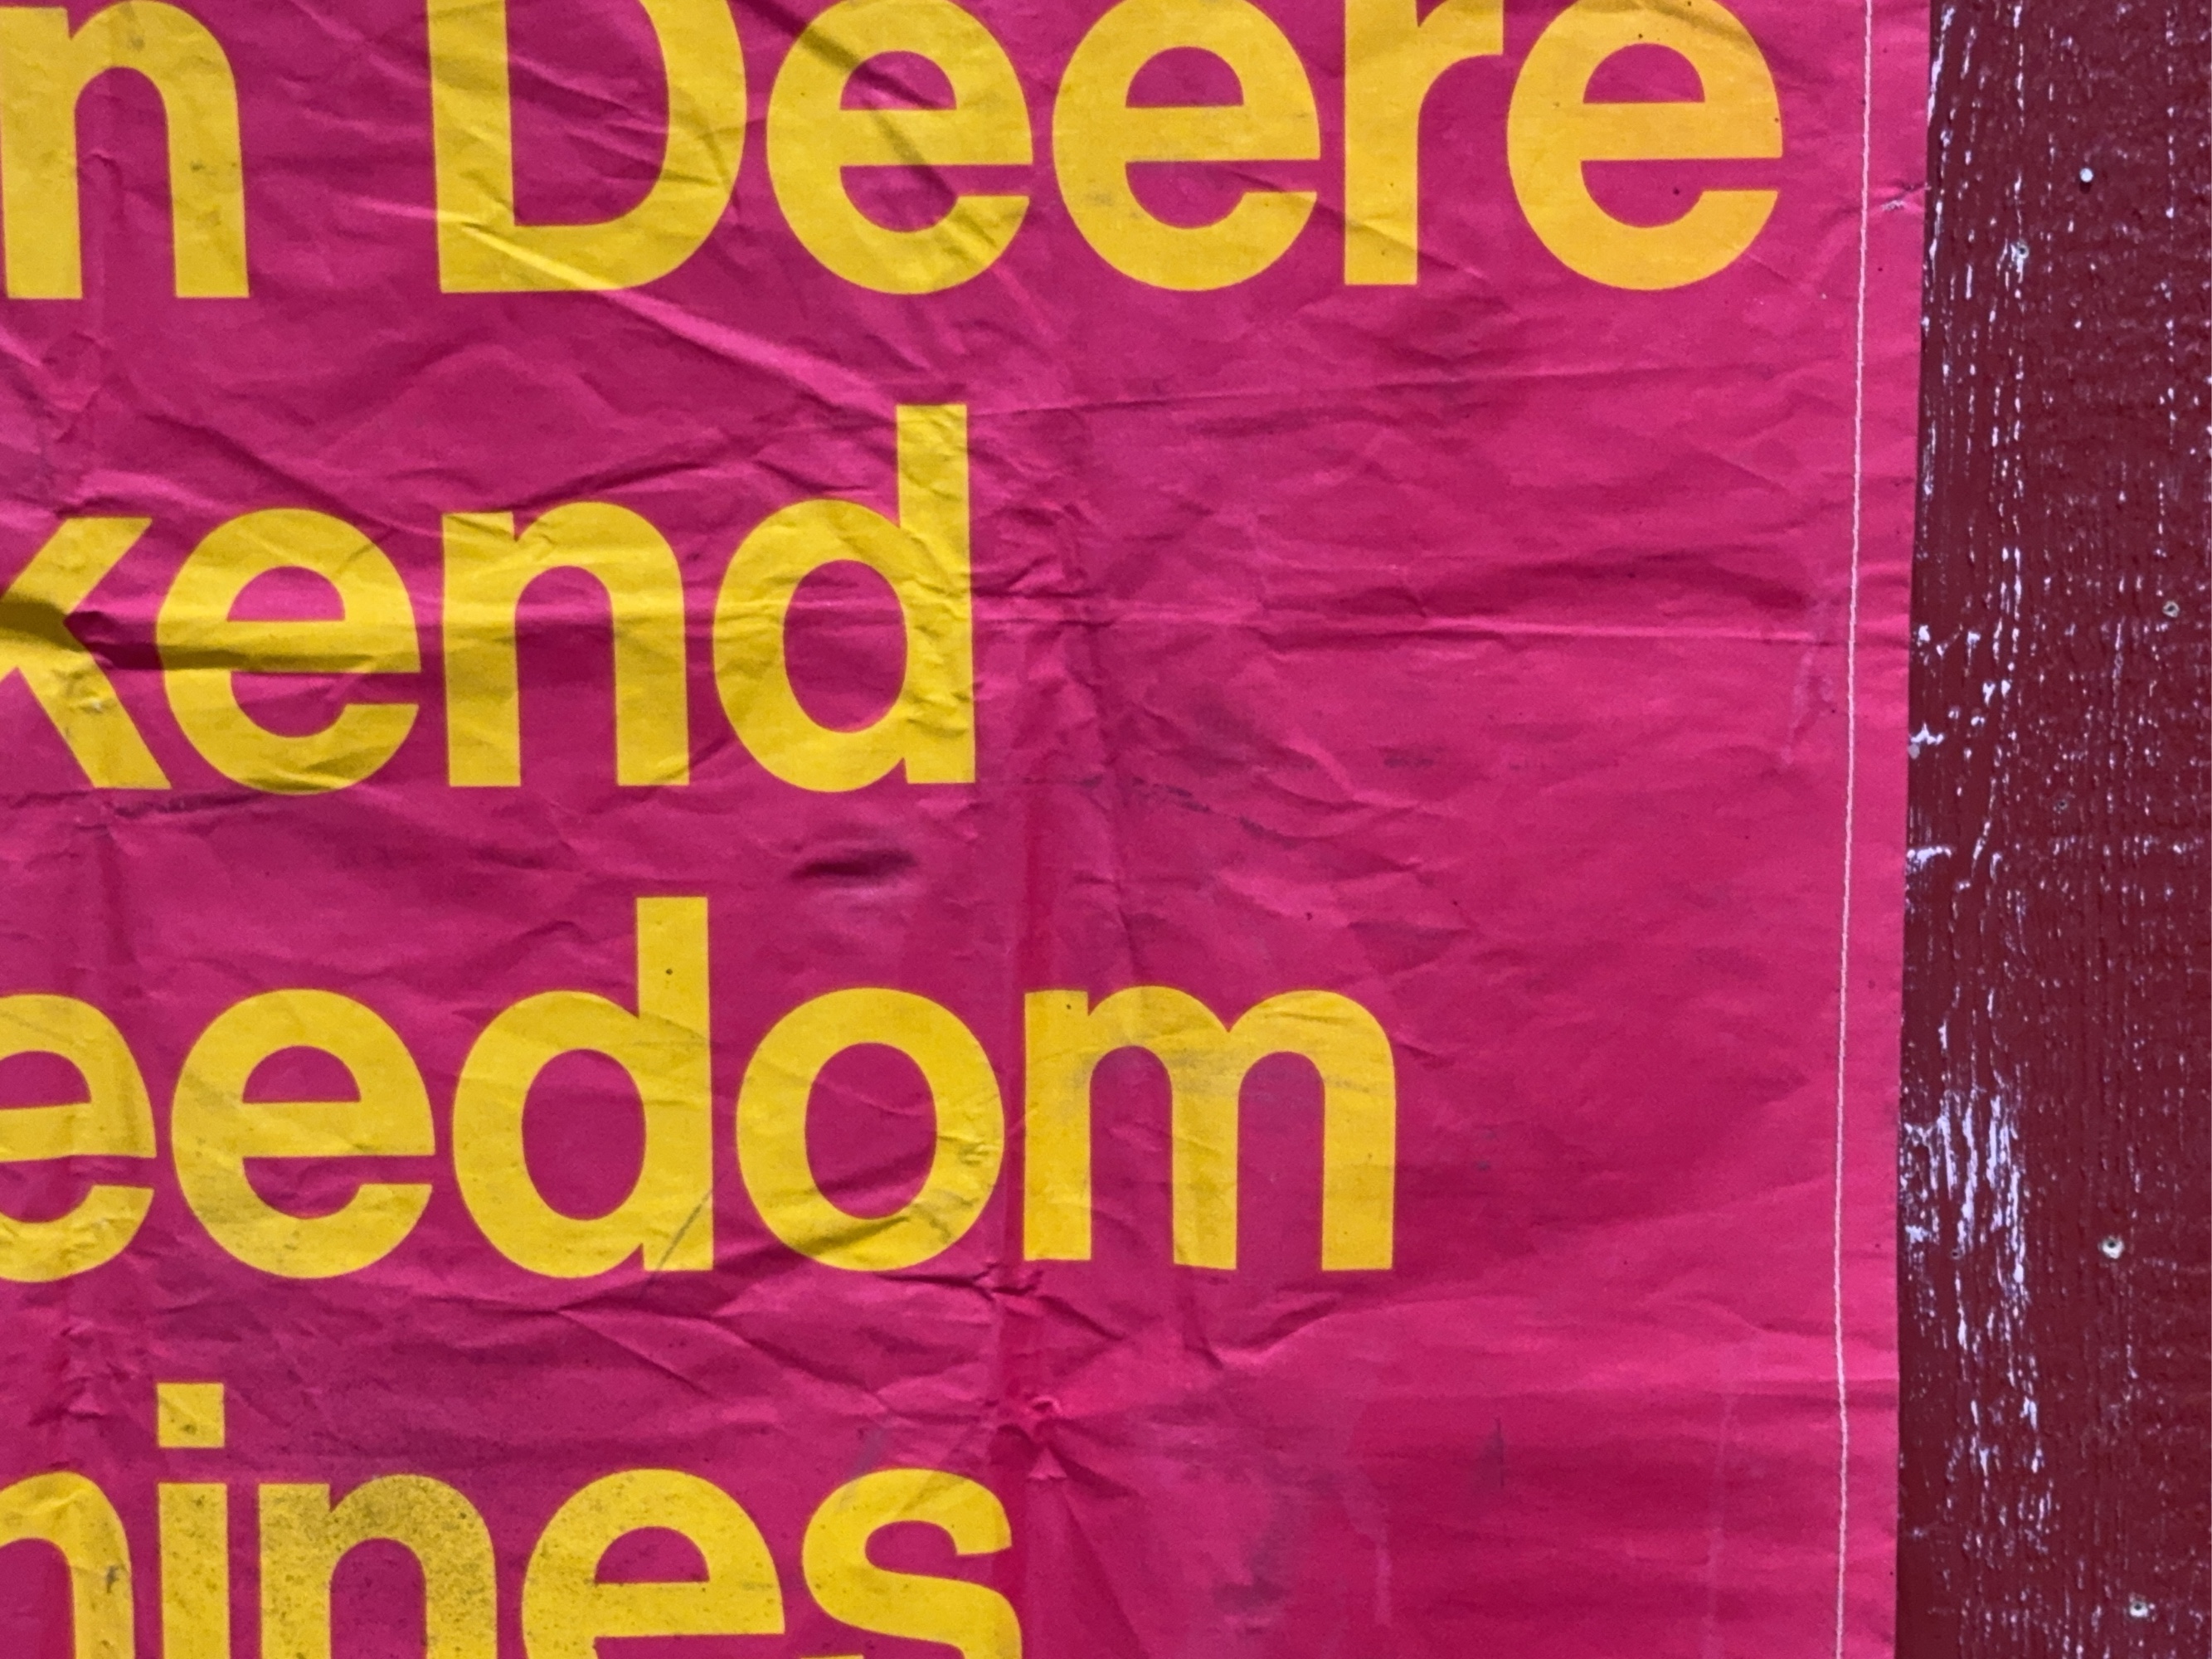 n Deere
kend
eedom
nines